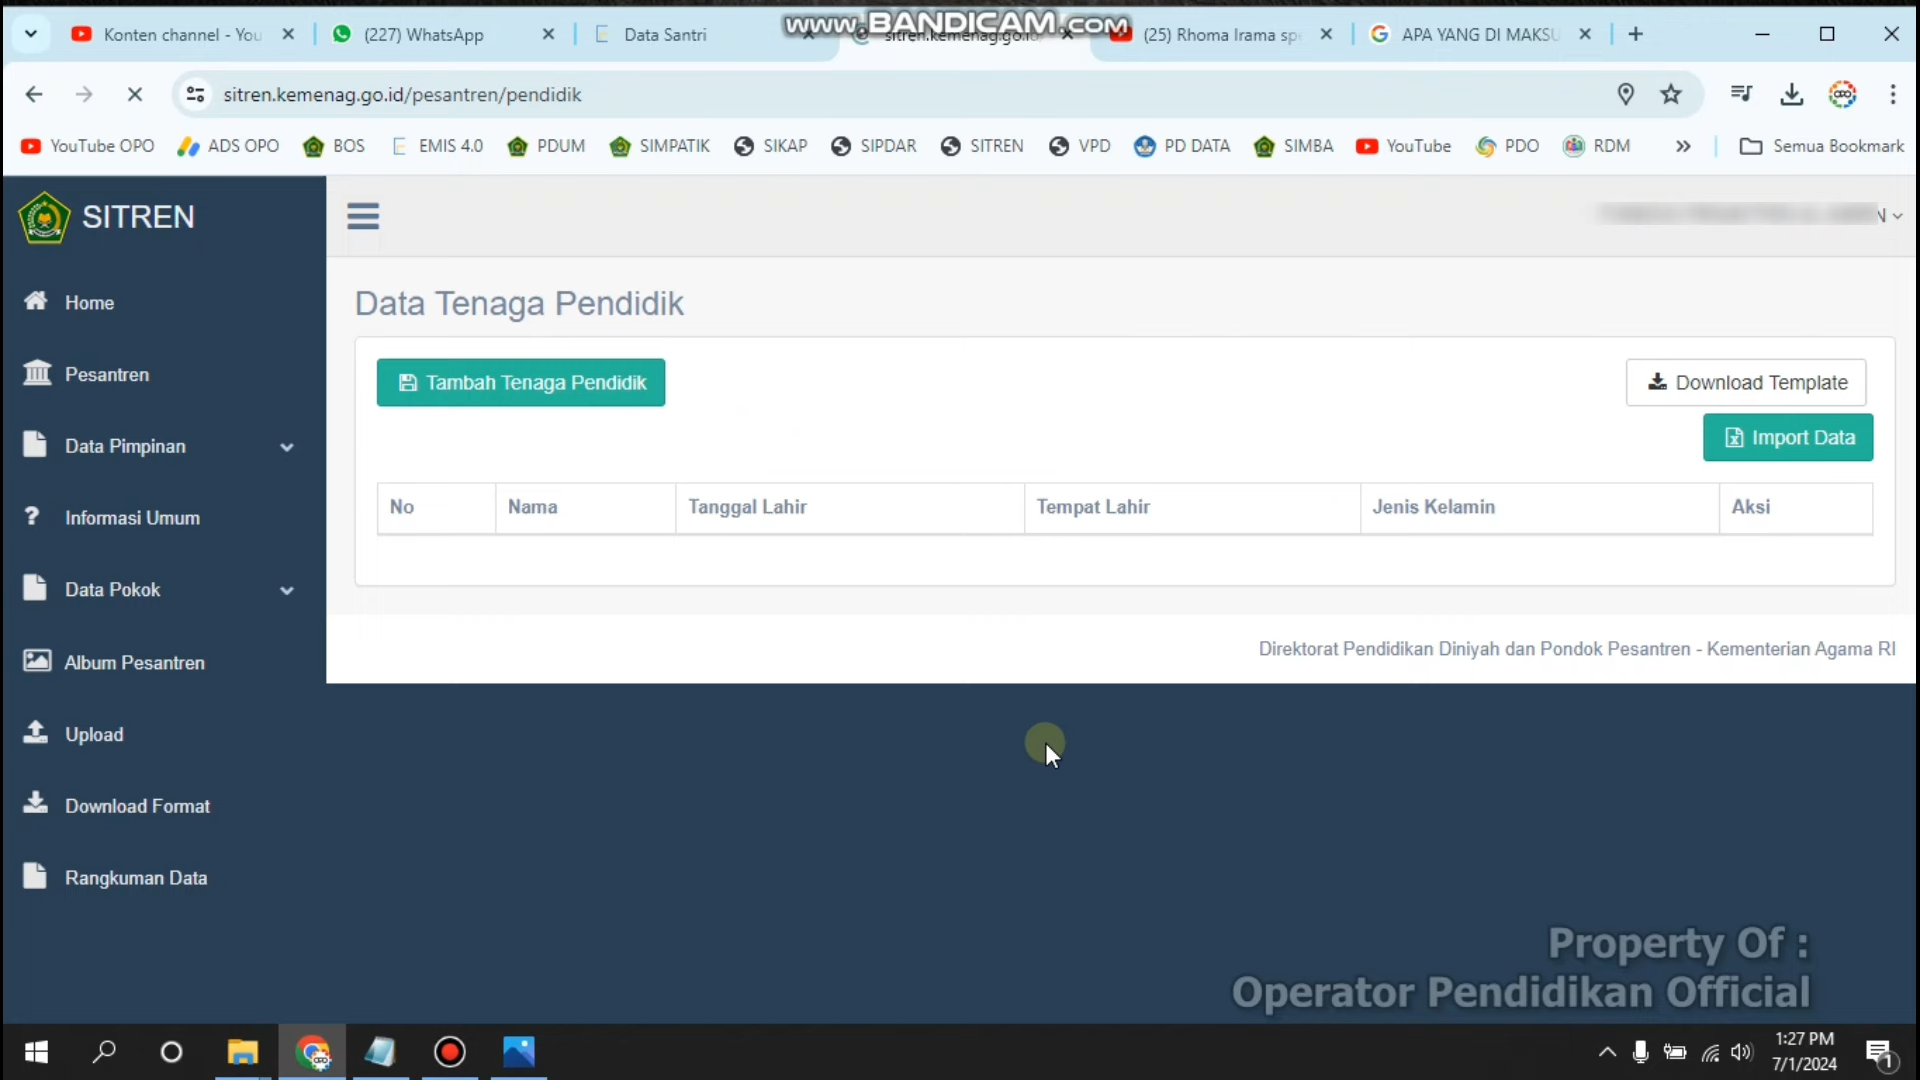 www.BANDICAM.com
Konten channel - You
(227) WhatsApp
Data Santri
sitren.kemenag.go.id
(25) Rhoma Irama sp
APA YANG DI MAKSU
sitren.kemenag.go.id/pesantren/pendidik
YouTube OPO
ADS OPO
BOS
EMIS 4.0
PDUM
SIMPATIK
SIKAP
SIPDAR
SITREN
VPD
PD DATA
SIMBA
YouTube
PDO
RDM
Semua Bookmark
SITREN
N
Home
Pesantren
Data Pimpinan
Informasi Umum
Data Pokok
Album Pesantren
Upload
Download Format
Rangkuman Data
Data Tenaga Pendidik
Tambah Tenaga Pendidik
Download Template
Import Data
No Nama Tanggal Lahir Tempat Lahir Jenis Kelamin Aksi
Direktorat Pendidikan Diniyah dan Pondok Pesantren - Kementerian Agama RI
Property Of :
Operator Pendidikan Official
1:27 PM
7/1/2024
1